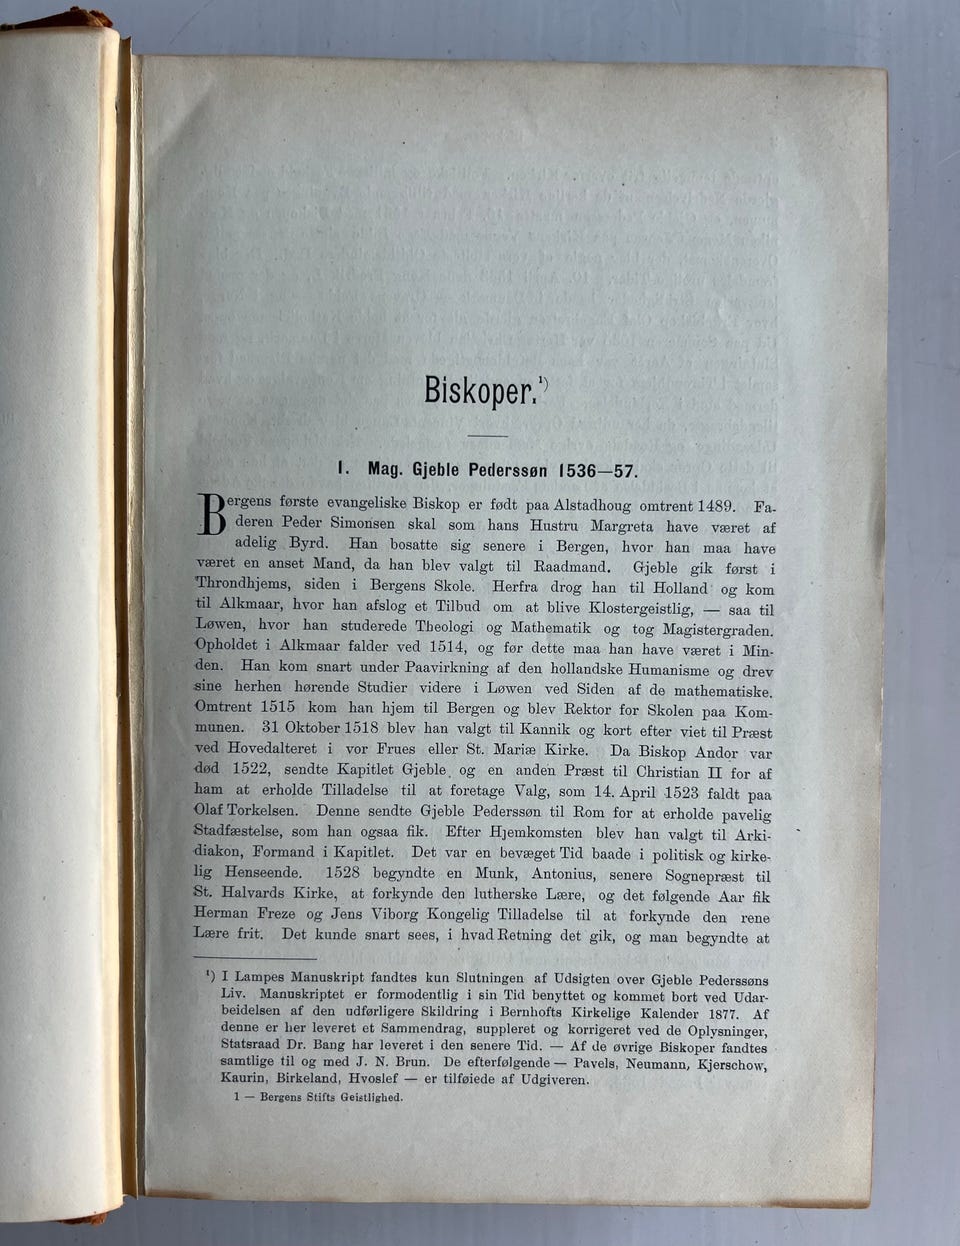 Biskoper.¹)
I. Mag. Gjeble Pederssøn 1536—57.
Bergens første evangeliske Biskop er født paa Alstadhoug omtrent 1489. Fa-
deren Peder Simonsen skal som hans Hustru Margreta have været af
adelig Byrd. Han bosatte sig senere i Bergen, hvor han maa have
været en anset Mand, da han blev valgt til Raadmand. Gjeble gik først i
Throndhjems, siden i Bergens Skole. Herfra drog han til Holland og kom
til Alkmaar, hvor han afslog et Tilbud om at blive Klostergeistlig, — saa til
Løwen, hvor han studerede Theologi og Mathematik og tog Magistergraden.
Opholdet i Alkmaar falder ved 1514, og før dette maa han have været i Min-
den. Han kom snart under Paavirkning af den hollandske Humanisme og drev
sine herhen hørende Studier videre i Løwen ved Siden af de mathematiske.
Omtrent 1515 kom han hjem til Bergen og blev Rektor for Skolen paa Kom-
munen. 31 Oktober 1518 blev han valgt til Kannik og kort efter viet til Præst
ved Hovedalteret i vor Frues eller St. Mariæ Kirke. Da Biskop Andor var
død 1522, sendte Kapitlet Gjeble og en anden Præst til Christian II for af
ham at erholde Tilladelse til at foretage Valg, som 14. April 1523 faldt paa
Olaf Torkelsen. Denne sendte Gjeble Pederssøn til Rom for at erholde pavelig
Stadfæstelse, som han ogsaa fik. Efter Hjemkomsten blev han valgt til Arki-
diakon, Formand i Kapitlet. Det var en bevæget Tid baade i politisk og kirke-
lig Henseende. 1528 begyndte en Munk, Antonius, senere Sognepræst til
St. Halvards Kirke, at forkynde den lutherske Lære, og det følgende Aar fik
Herman Freze og Jens Viborg Kongelig Tilladelse til at forkynde den rene
Lære frit. Det kunde snart sees, i hvad Retning det gik, og man begyndte at
¹) I Lampes Manuskript fandtes kun Slutningen af Udsigten over Gjeble Pederssøns
Liv. Manuskriptet er formodentlig i sin Tid benyttet og kommet bort ved Udar-
beidelsen af den udførligere Skildring i Bernhofts Kirkelige Kalender 1877. Af
denne er her leveret et Sammendrag, suppleret og korrigeret ved de Oplysninger,
Statsraad Dr. Bang har leveret i den senere Tid. — Af de øvrige Biskoper fandtes
samtlige til og med J. N. Brun. De efterfølgende — Pavels, Neumann, Kjerschow,
Kaurin, Birkeland, Hvoslef — er tilføiede af Udgiveren.
1 — Bergens Stifts Geistlighed.